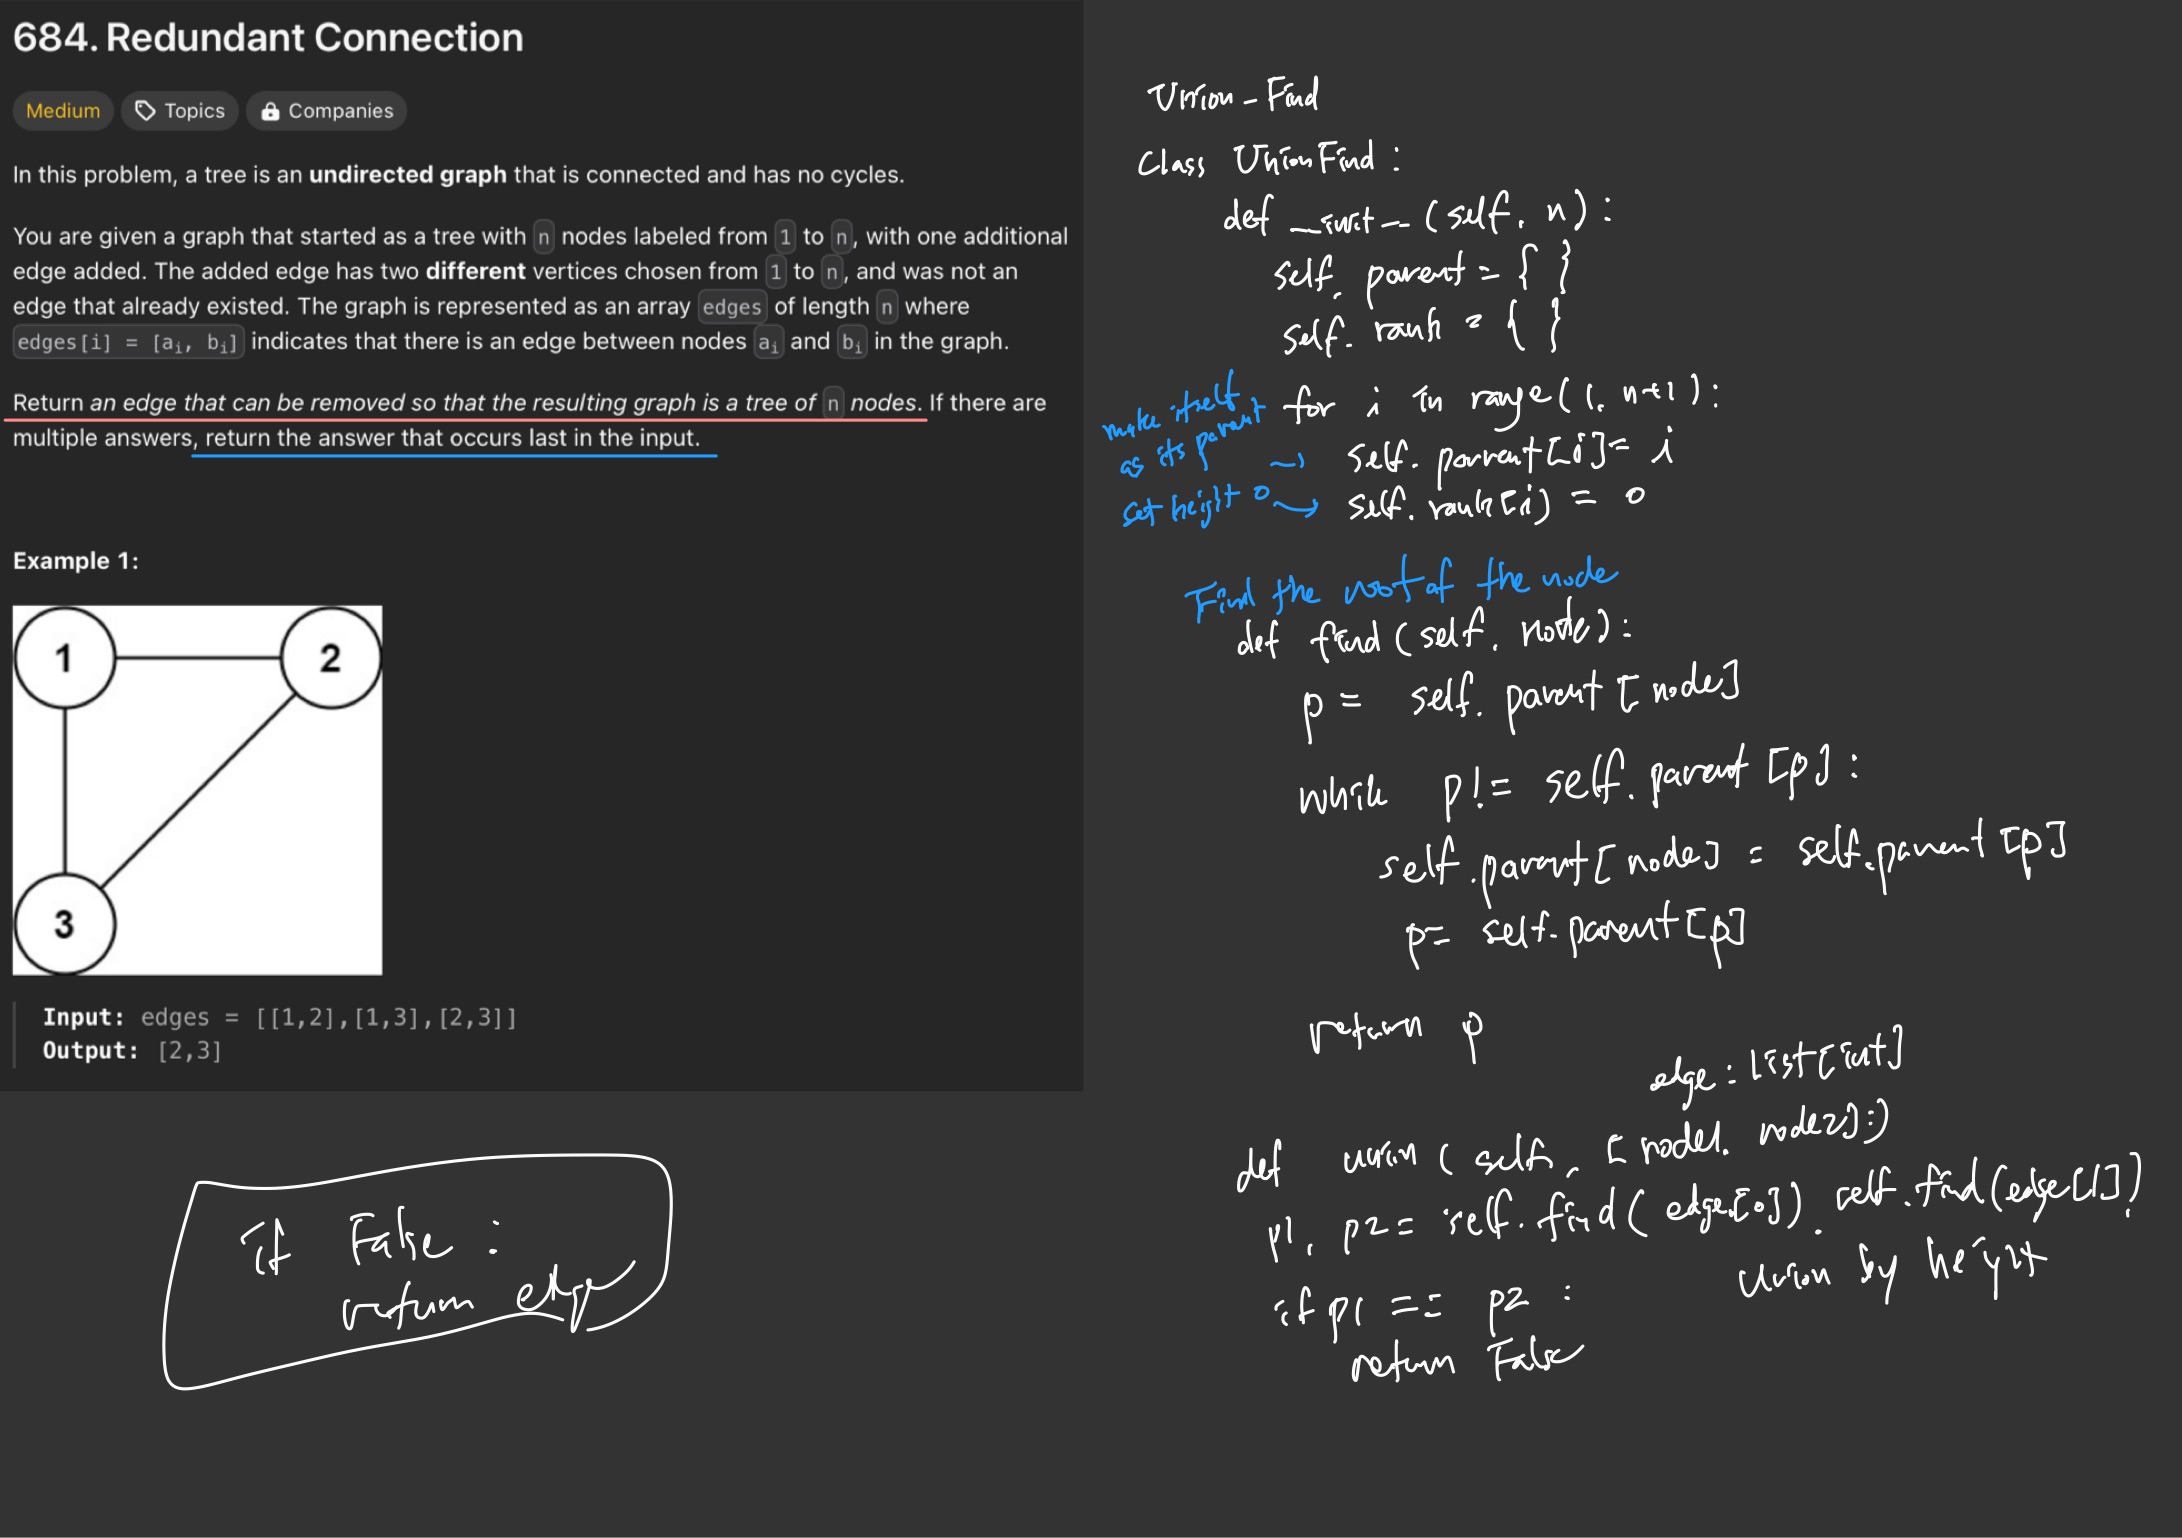 684. Redundant Connection
Medium Topics Companies
In this problem, a tree is an undirected graph that is connected and has no cycles.
You are given a graph that started as a tree with n nodes labeled from 1 to n, with one additional
edge added. The added edge has two different vertices chosen from 1 to n, and was not an
edge that already existed. The graph is represented as an array edges of length n where
edges[i] = [aᵢ, bᵢ] indicates that there is an edge between nodes aᵢ and bᵢ in the graph.
Return an edge that can be removed so that the resulting graph is a tree of n nodes. If there are
multiple answers, return the answer that occurs last in the input.
Example 1:
1
2
3
Input: edges = [[1,2],[1,3],[2,3]]
Output: [2,3]
if False :
return edge
Union - Find
Class UnionFind :
def __init__ (self, n) :
self. parent = { }
self. rank = { }
for i in range(1, n+1) :
make itself
as its parent
→ self. parent[i] = i
set height 0 → self. rank[i] = 0
Find the root of the node
def find (self, node) :
p = self. parent [node]
while p != self. parent [p] :
self.parent[node] = self.parent[p]
p= self.parent[p]
return p
edge : list[int]
def union ( self, [node1, node2]:)
p1, p2 = self. find( edge[0]), self.find(edge[1])
union by height
if p1 == p2 :
return False